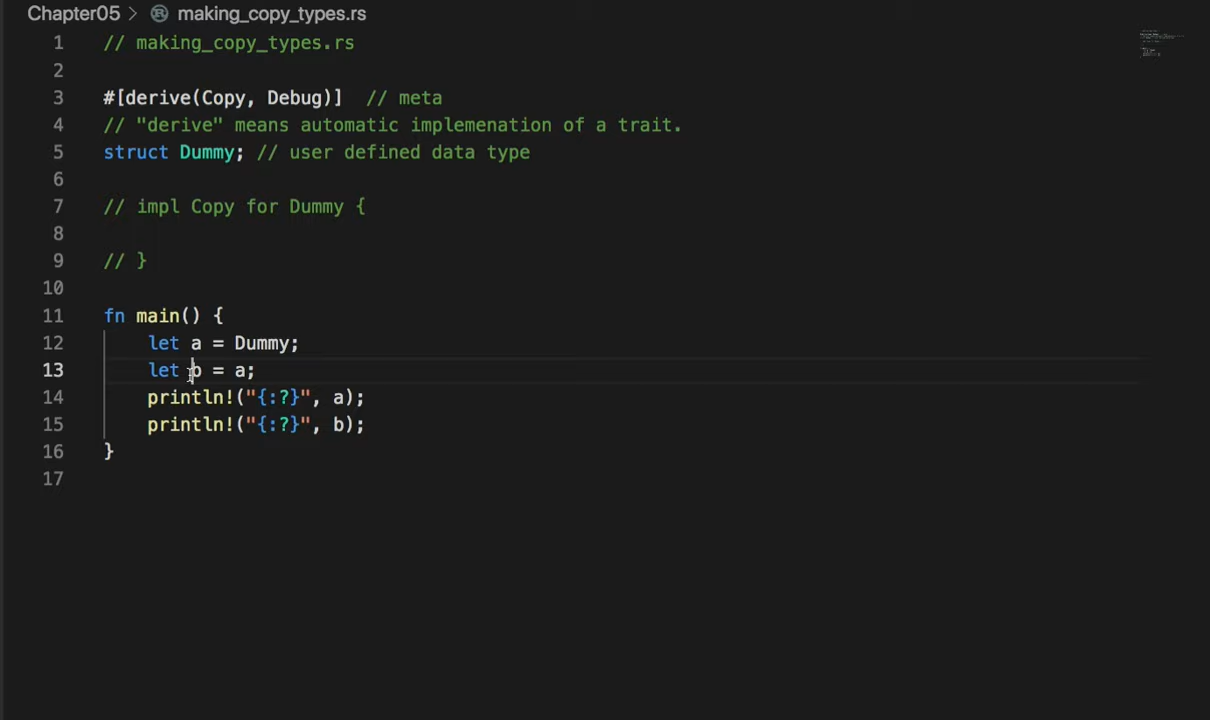 Chapter05 > making_copy_types.rs
1 // making_copy_types.rs
2
3 #[derive(Copy, Debug)]  // meta
4 // "derive" means automatic implemenation of a trait.
5 struct Dummy; // user defined data type
6
7 // impl Copy for Dummy {
8
9 // }
10
11 fn main() {
12     let a = Dummy;
13     let b = a;
14     println!("{:?}", a);
15     println!("{:?}", b);
16 }
17